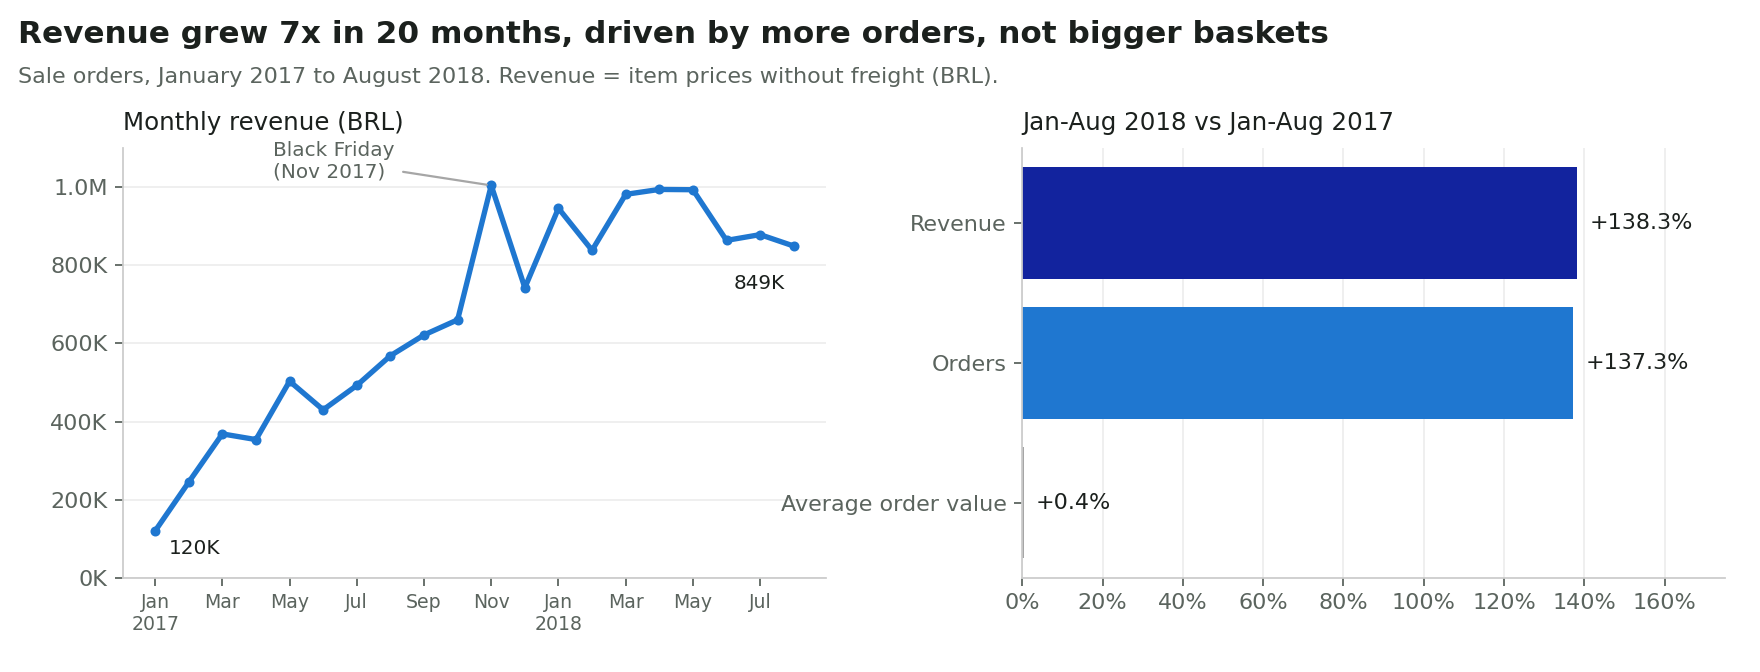 Revenue grew 7x in 20 months, driven by more orders, not bigger baskets
Sale orders, January 2017 to August 2018. Revenue = item prices without freight (BRL).
Monthly revenue (BRL)
Black Friday
(Nov 2017)
1.0M
800K
600K
400K
200K
0K
849K
120K
Jan Mar May Jul Sep Nov Jan Mar May Jul
2017 2018
Jan-Aug 2018 vs Jan-Aug 2017
Revenue +138.3%
Orders +137.3%
Average order value +0.4%
0% 20% 40% 60% 80% 100% 120% 140% 160%